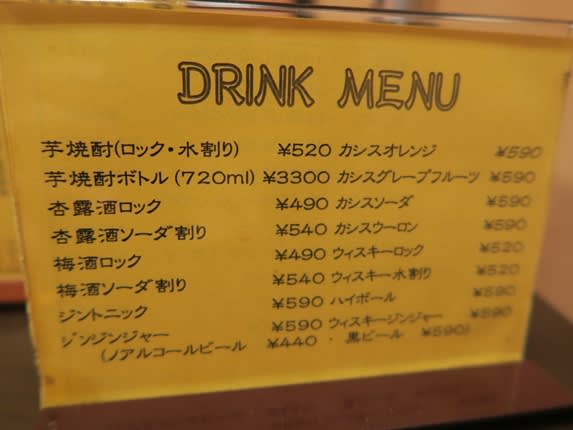 DRINK MENU
芋焼酎(ロック・水割り) ¥520 カシスオレンジ ¥590
芋焼酎ボトル(720ml) ¥3300 カシスグレープフルーツ ¥590
杏露酒ロック ¥490 カシスソーダ ¥590
杏露酒ソーダ割り ¥540 カシスウーロン ¥590
梅酒ロック ¥490 ウィスキーロック ¥520
梅酒ソーダ割り ¥540 ウィスキー水割り ¥520
ジントニック ¥590 ハイボール ¥590
ジンジンジャー ¥590 ウィスキージンジャー ¥590
(ノアルコールビール ¥440 ・ 黒ビール ¥590)